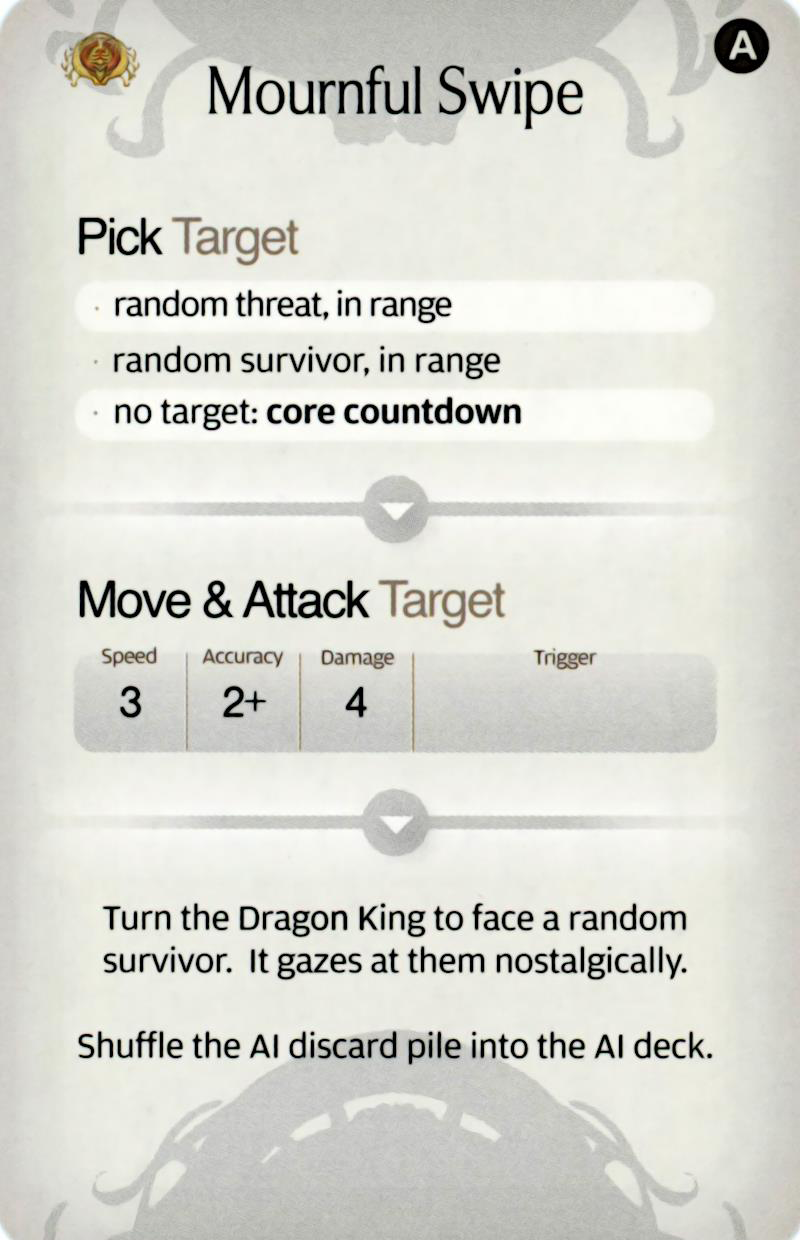 A
Mournful Swipe
Pick Target
· random threat, in range
· random survivor, in range
· no target: core countdown
Move & Attack Target
Speed Accuracy Damage Trigger
3 2+ 4
Turn the Dragon King to face a random
survivor. It gazes at them nostalgically.
Shuffle the AI discard pile into the AI deck.